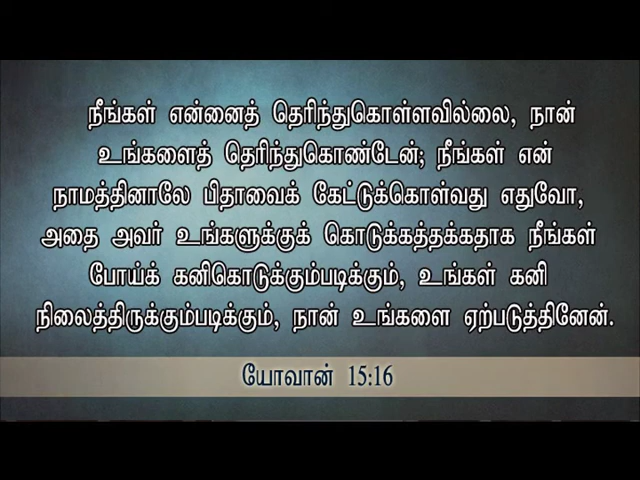 நீங்கள் என்னைத் தெரிந்துகொள்ளவில்லை, நான்
உங்களைத் தெரிந்துகொண்டேன்; நீங்கள் என்
நாமத்தினாலே பிதாவைக் கேட்டுக்கொள்வது எதுவோ,
அதை அவர் உங்களுக்குக் கொடுக்கத்தக்கதாக நீங்கள்
போய்க் கனிகொடுக்கும்படிக்கும், உங்கள் கனி
நிலைத்திருக்கும்படிக்கும், நான் உங்களை ஏற்படுத்தினேன்.
யோவான் 15:16